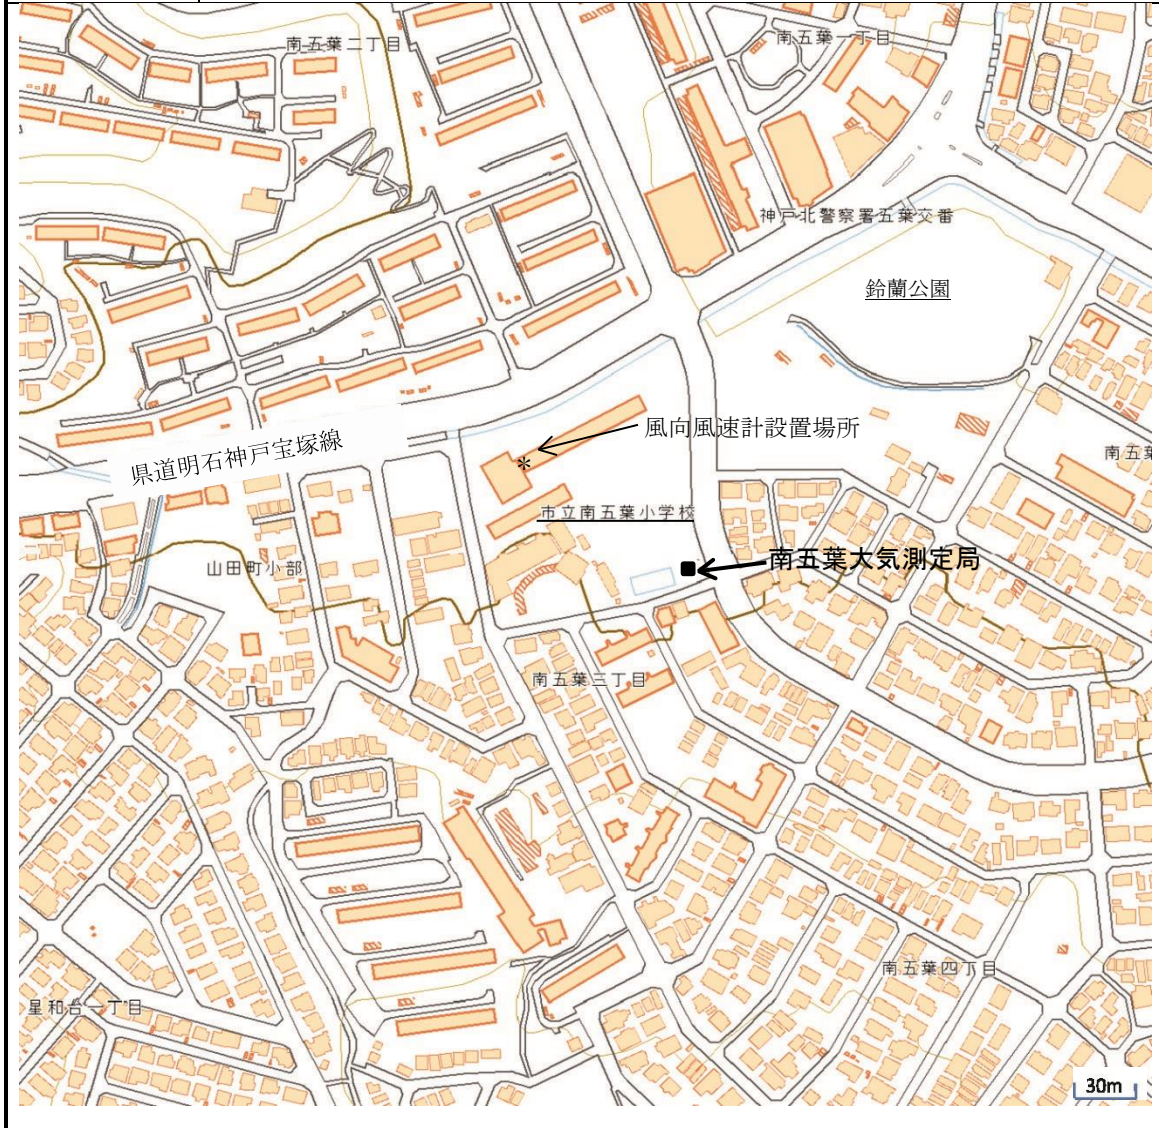 南五葉二丁目
南五葉一丁目
神戸北警察署五葉交番
鈴蘭公園
風向風速計設置場所
県道明石神戸宝塚線
*
南五葉
市立南五葉小学校
南五葉大気測定局
山田町小部
南五葉三丁目
南五葉四丁目
星和台一丁目
30m